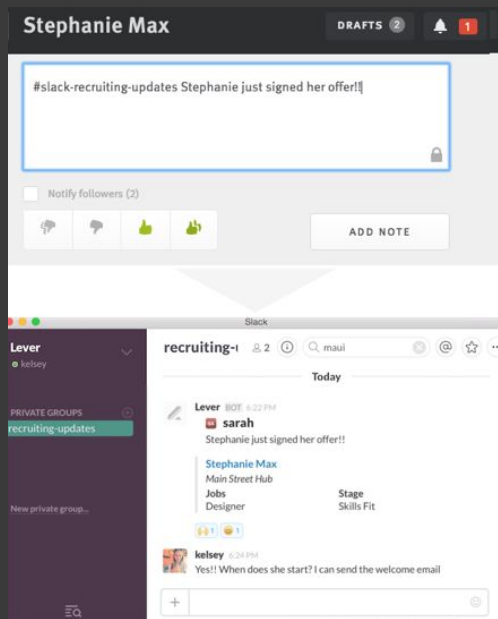 Stephanie Max
DRAFTS 2
1
#slack-recruiting-updates Stephanie just signed her offer!!
Notify followers (2)
ADD NOTE
Slack
Lever
kelsey
PRIVATE GROUPS
recruiting-updates
New private group...
recruiting-
2
maui
Today
Lever BOT 6:22 PM
sarah
Stephanie just signed her offer!!
Stephanie Max
Main Street Hub
Jobs Stage
Designer Skills Fit
1 1
kelsey 6:24 PM
Yes!! When does she start? I can send the welcome email